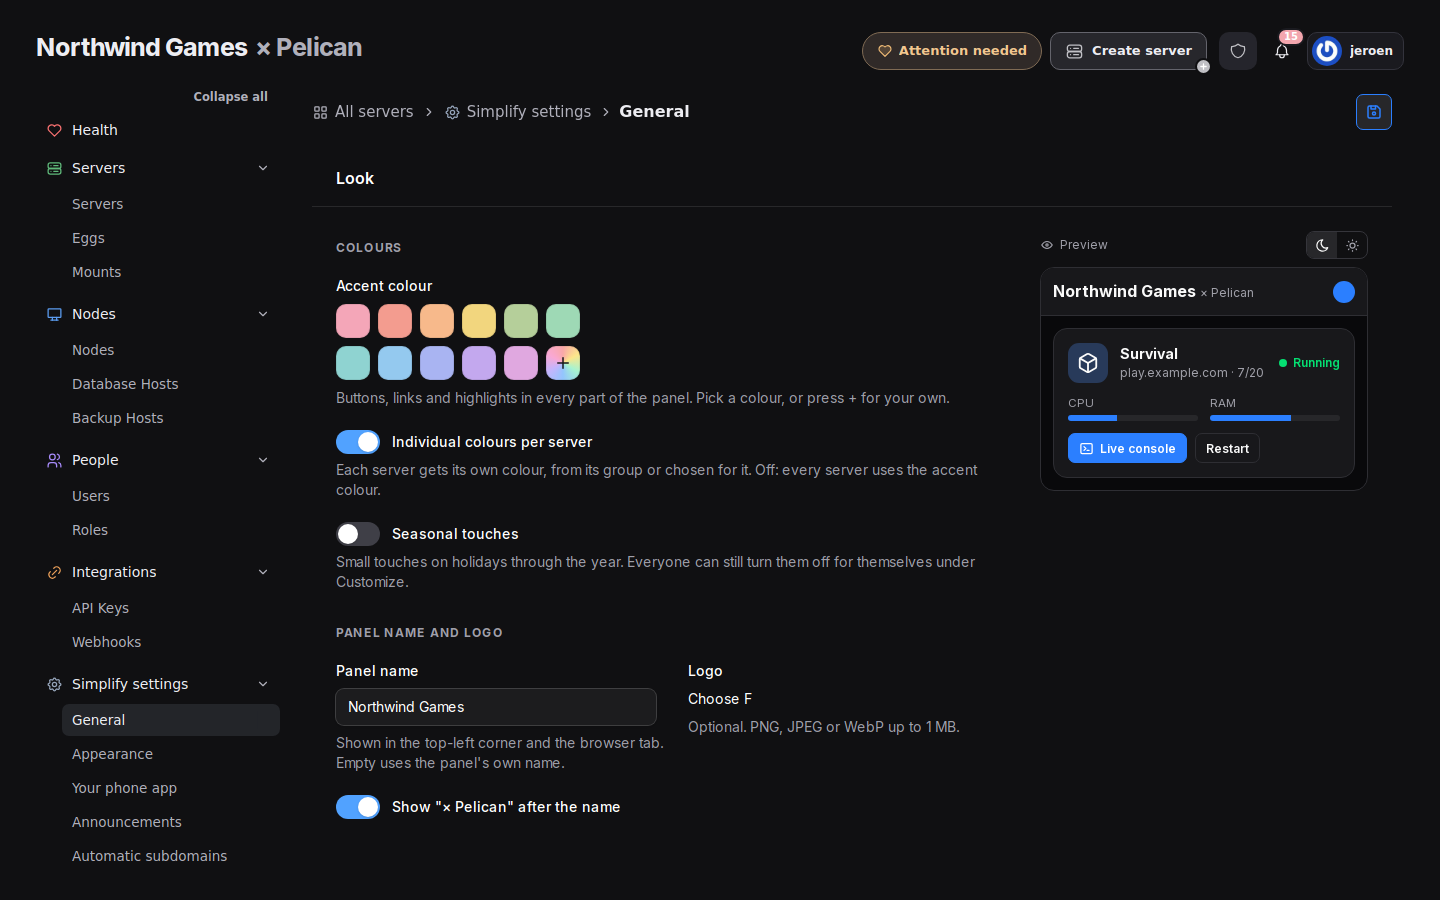 Northwind Games × Pelican
Attention needed
Create server
15
jeroen
Collapse all
Health
Servers
Servers
Eggs
Mounts
Nodes
Nodes
Database Hosts
Backup Hosts
People
Users
Roles
Integrations
API Keys
Webhooks
Simplify settings
General
Appearance
Your phone app
Announcements
Automatic subdomains
All servers > Simplify settings > General
Look
COLOURS
Accent colour
Buttons, links and highlights in every part of the panel. Pick a colour, or press + for your own.
Individual colours per server
Each server gets its own colour, from its group or chosen for it. Off: every server uses the accent
colour.
Seasonal touches
Small touches on holidays through the year. Everyone can still turn them off for themselves under
Customize.
PANEL NAME AND LOGO
Panel name
Northwind Games
Shown in the top-left corner and the browser tab.
Empty uses the panel's own name.
Logo
Choose F
Optional. PNG, JPEG or WebP up to 1 MB.
Show "× Pelican" after the name
Preview
Northwind Games × Pelican
Survival
play.example.com · 7/20
Running
CPU
RAM
Live console
Restart